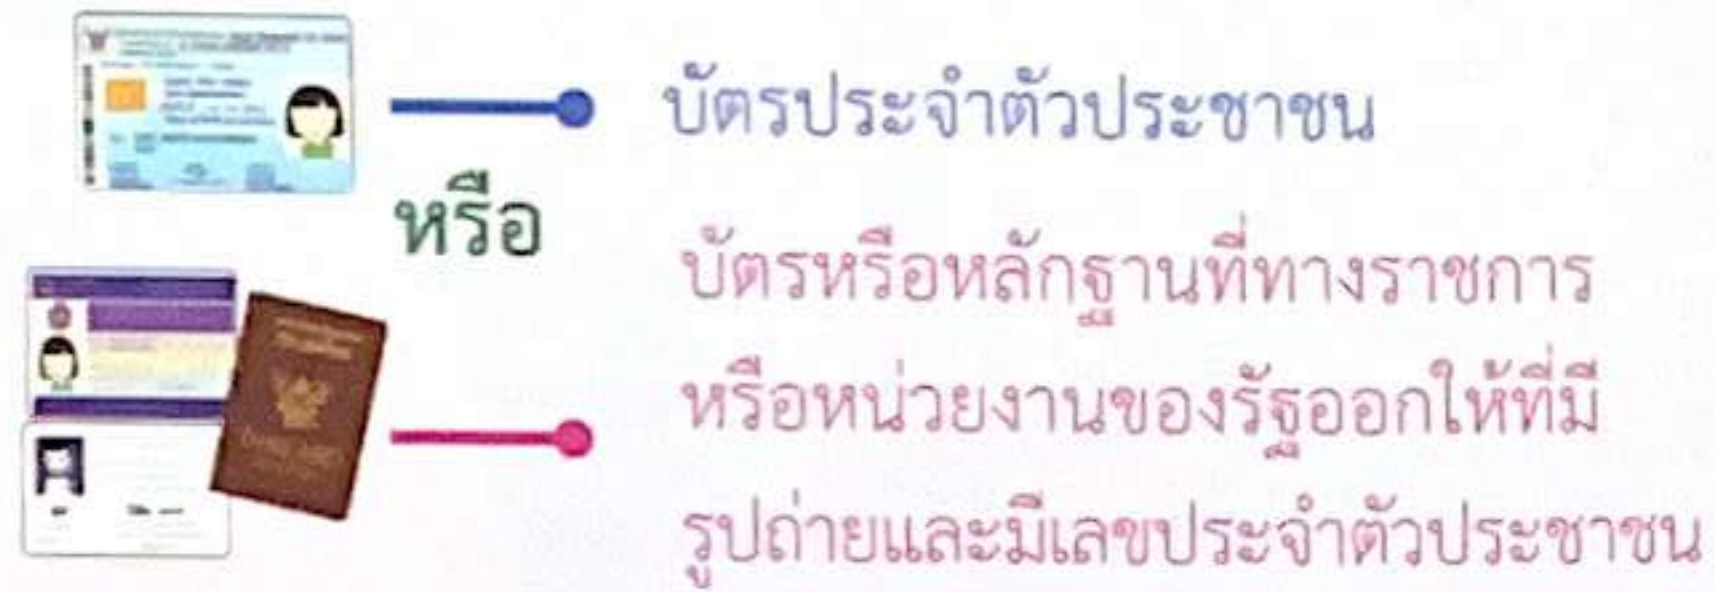 บัตรประจำตัวประชาชน
หรือ
บัตรหรือหลักฐานที่ทางราชการ
หรือหน่วยงานของรัฐออกให้ที่มี
รูปถ่ายและมีเลขประจำตัวประชาชน